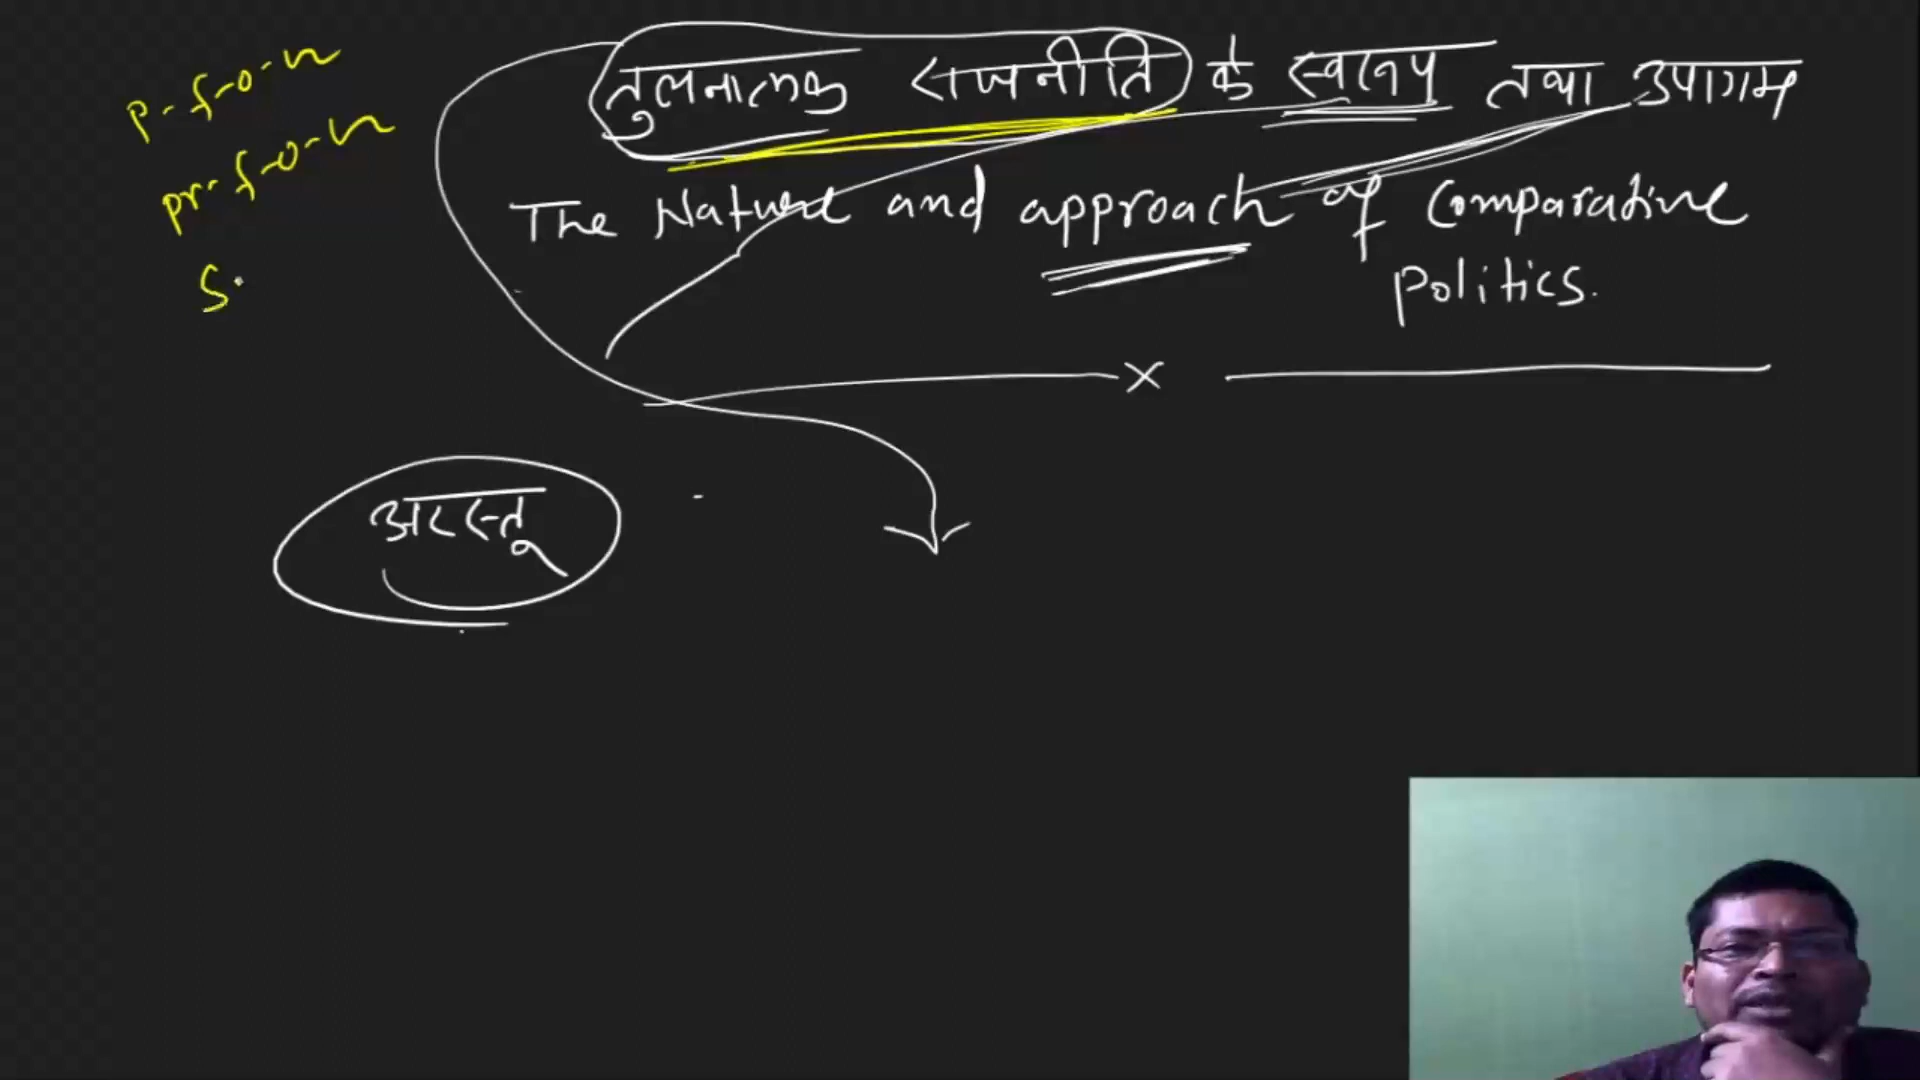 p-f-o-n
pr-f-o-n
S.
तुलनात्मक राजनीति के स्वरूप तथा उपागम
The Nature and approach of Comparative
politics.
x
अरस्तू